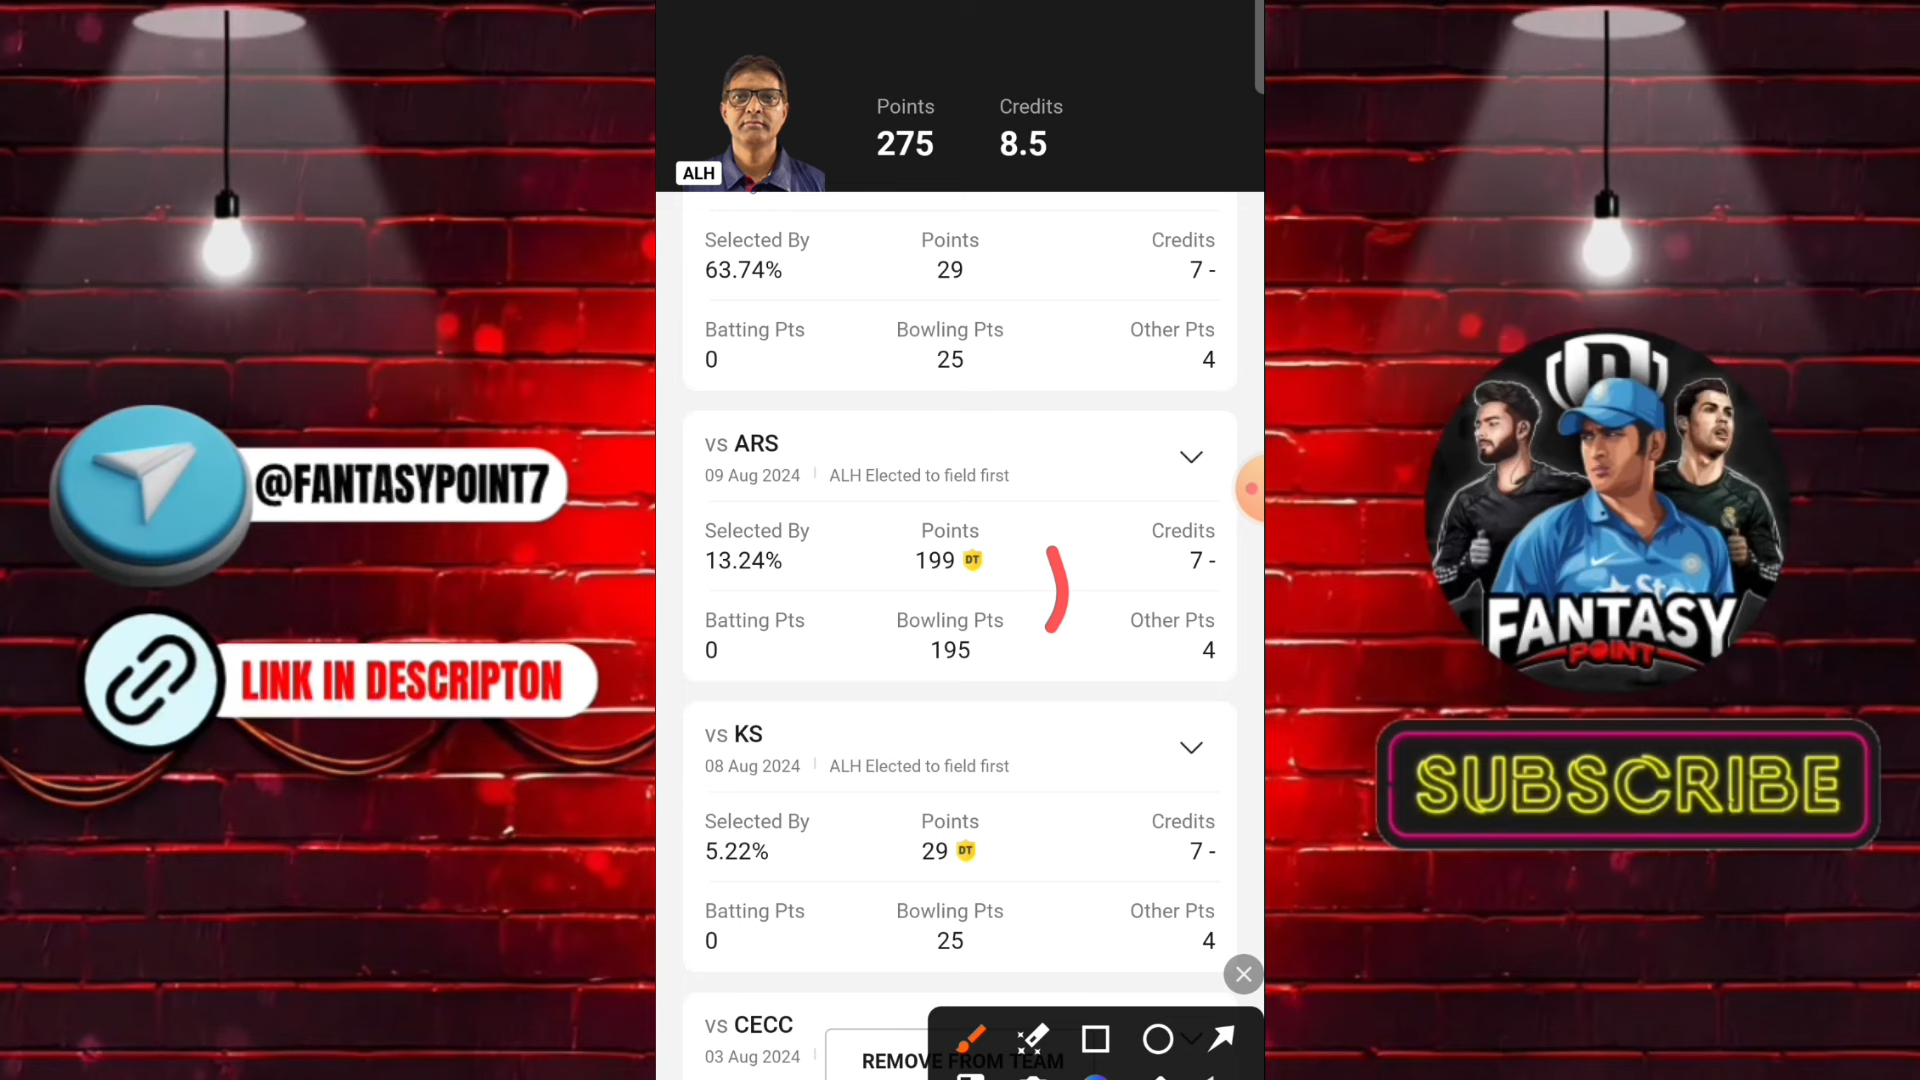 Points
Credits
275
8.5
ALH
Selected By
Points
Credits
63.74%
29
7 -
Batting Pts
Bowling Pts
Other Pts
0
25
4
vs ARS
09 Aug 2024
ALH Elected to field first
Selected By
Points
Credits
13.24%
199 DT
7 -
Batting Pts
Bowling Pts
Other Pts
0
195
4
vs KS
08 Aug 2024
ALH Elected to field first
Selected By
Points
Credits
5.22%
29 DT
7 -
Batting Pts
Bowling Pts
Other Pts
0
25
4
vs CECC
03 Aug 2024
REMOVE FROM TEAM
@FANTASYPOINT7
LINK IN DESCRIPTON
FANTASY
POINT
SUBSCRIBE